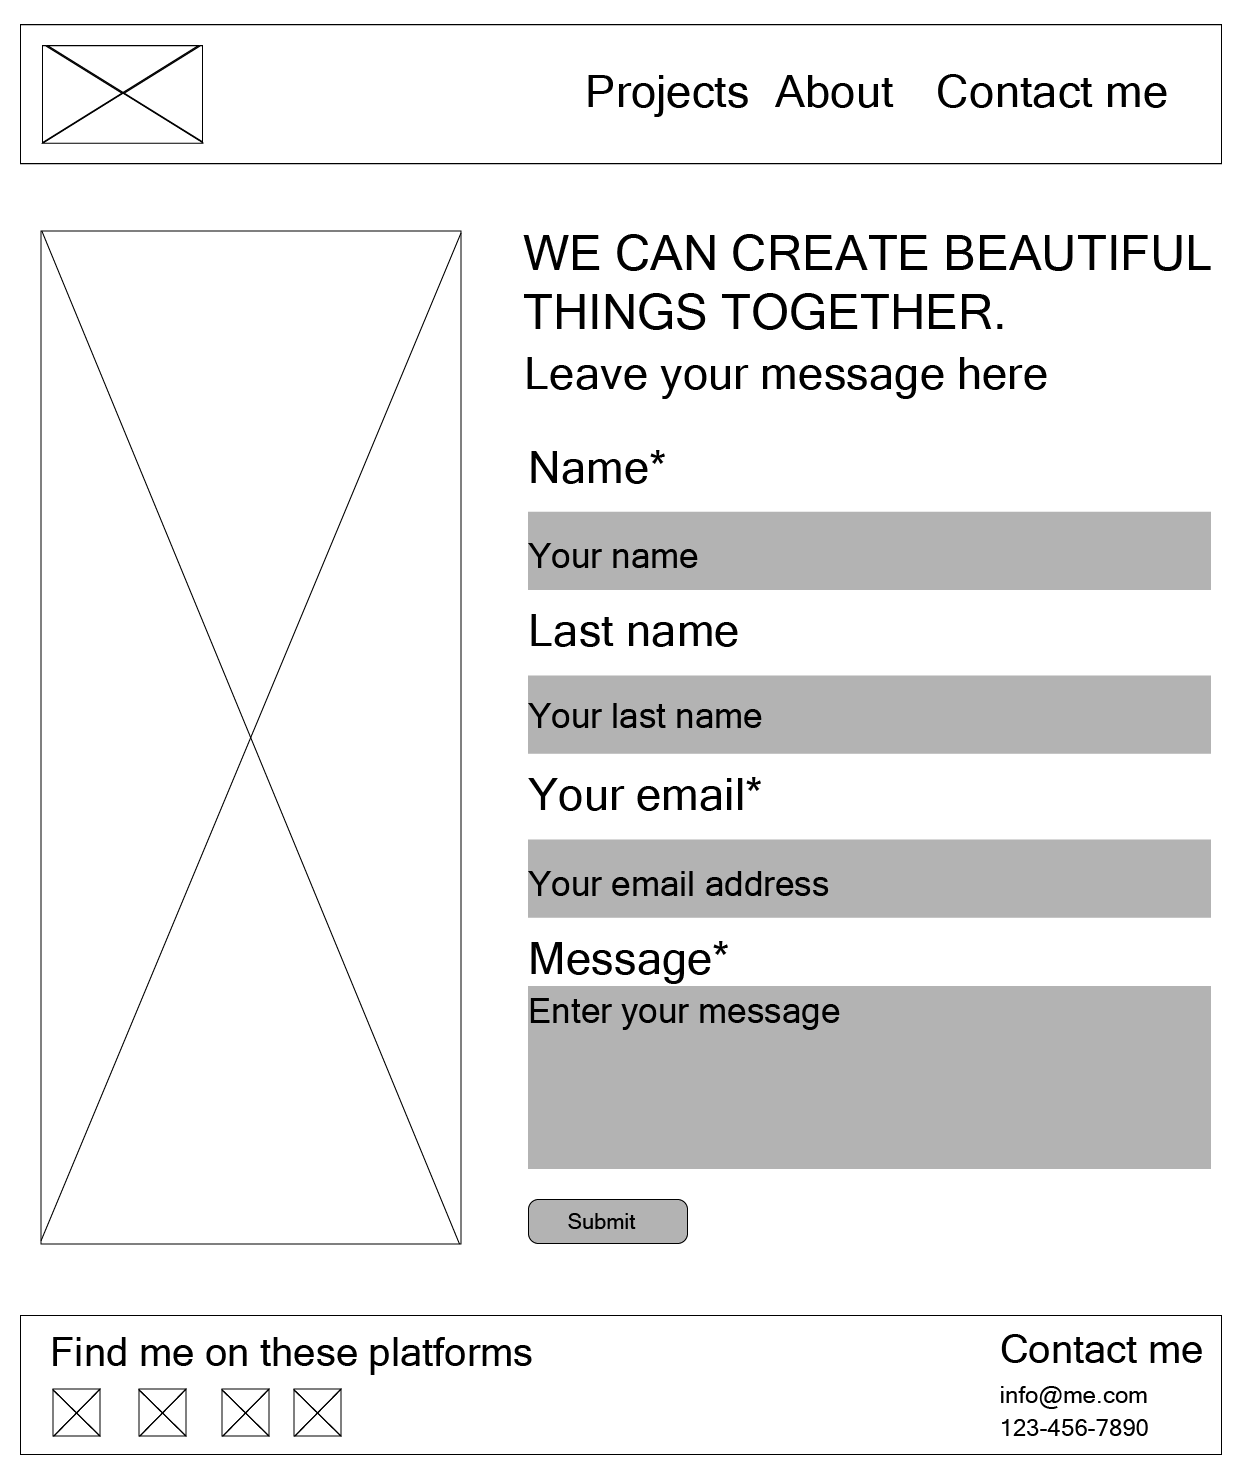 Projects About Contact me
WE CAN CREATE BEAUTIFUL
THINGS TOGETHER.
Leave your message here
Name*
Your name
Last name
Your last name
Your email*
Your email address
Message*
Enter your message
Submit
Find me on these platforms
Contact me
info@me.com
123-456-7890